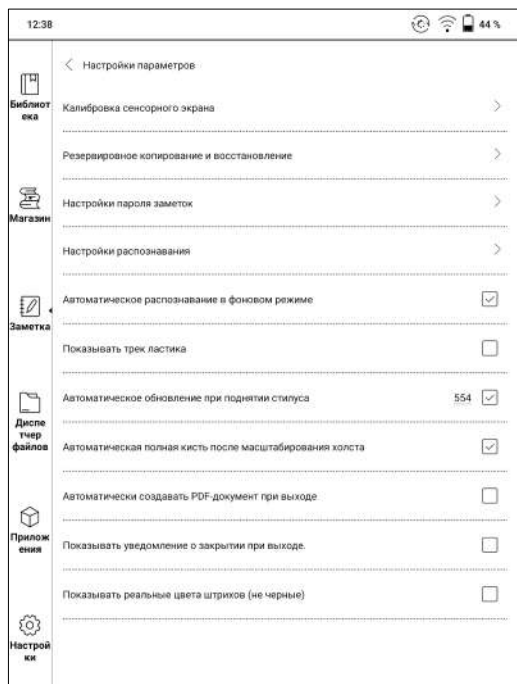 12:38
44 %
Настройки параметров
Библиот
ека
Калибровка сенсорного экрана
Резервировное копирование и восстановление
Магазин
Настройки пароля заметок
Настройки распознавания
Заметка
Автоматическое распознавание в фоновом режиме
Показывать трек ластика
Диспе
тчер
файлов
Автоматическое обновление при поднятии стилуса 554
Автоматическая полная кисть после масштабирования холста
Автоматически создавать PDF-документ при выходе
Прилож
ения
Показывать уведомление о закрытии при выходе.
Показывать реальные цвета штрихов (не черные)
Настрой
ки